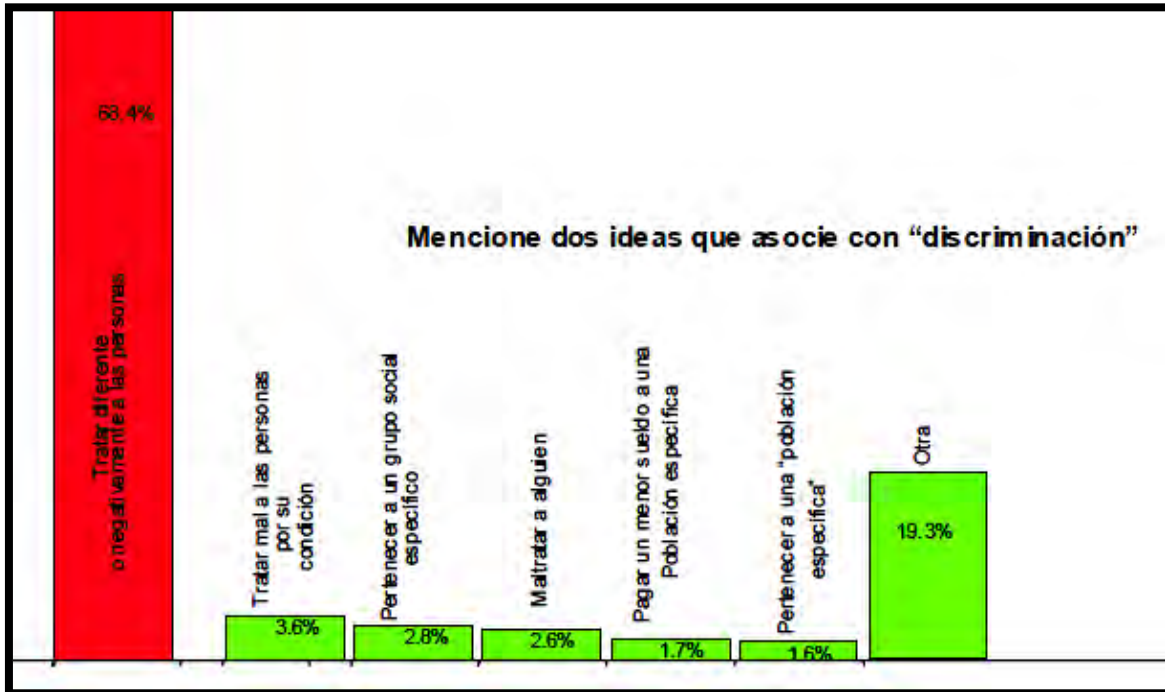 68.4%
Tratar diferente
o negativamente a las personas
Mencione dos ideas que asocie con “discriminación”
Tratar mal a las personas
por su
condición
3.6%
Pertenecer a un grupo social
específico
2.8%
Maltratar a alguien
2.6%
Pagar un menor sueldo a una
Población específica
1.7%
Pertenecer a una “población
específica”
1.6%
Otra
19.3%